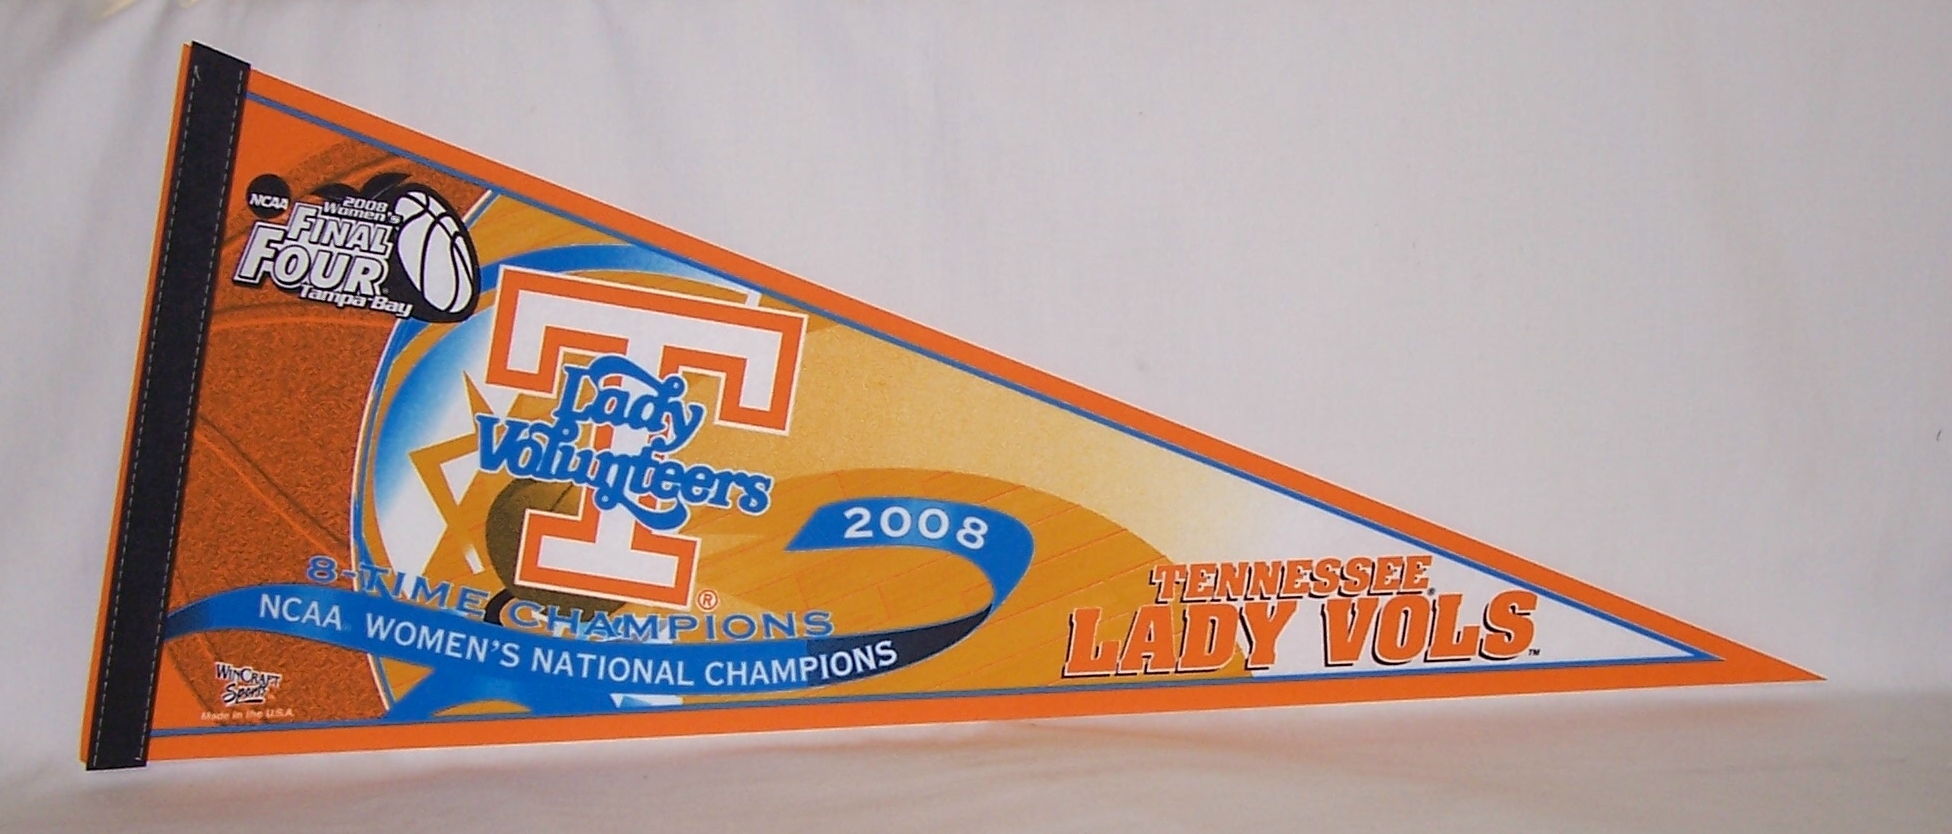 NCAA
2008
Women's
FINAL
FOUR
Tampa Bay
Lady
Volunteers
®
2008
8-TIME CHAMPIONS
NCAA WOMEN'S NATIONAL CHAMPIONS
TENNESSEE
LADY VOLS™
WINCRAFT
Sports
Made in the U.S.A.